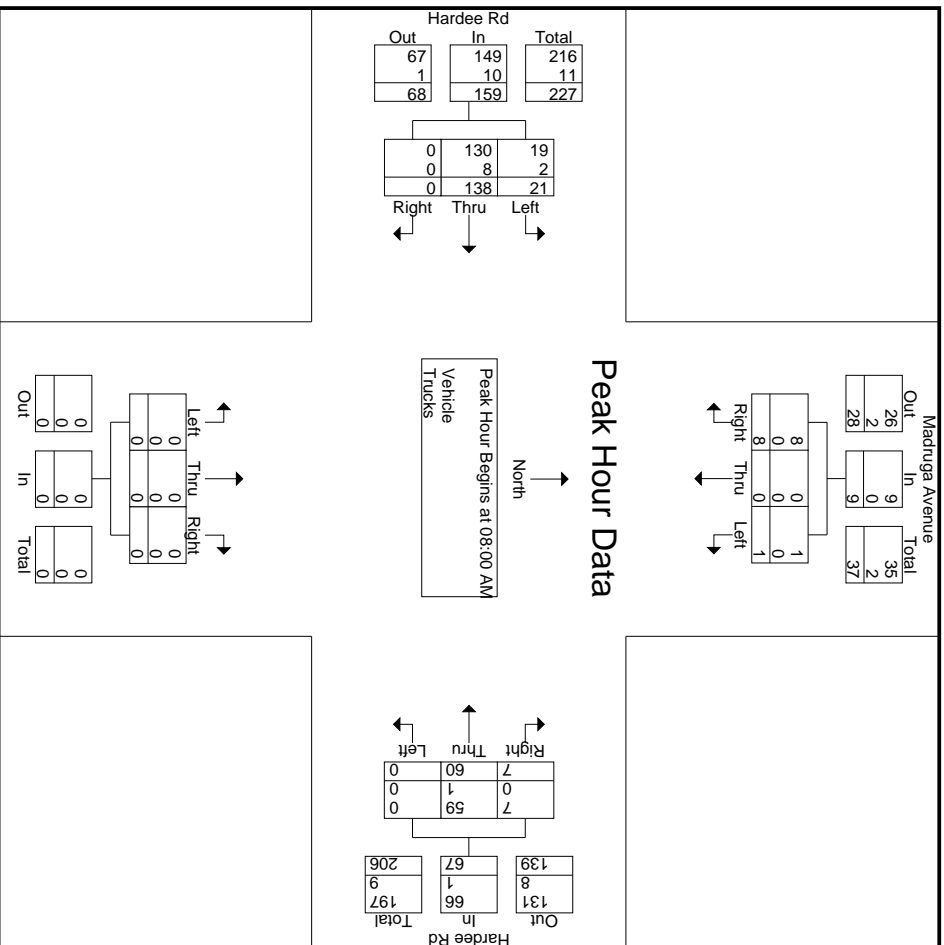 Hardee Rd
Out In Total
67 149 216
1 10 11
68 159 227
0 130 19
0 8 2
0 138 21
Right Thru Left
Madruga Avenue
Out In Total
26 9 35
2 0 2
28 9 37
8 0 1
0 0 0
8 0 1
Right Thru Left
Peak Hour Data
North
Peak Hour Begins at 08:00 AM
Vehicle
Trucks
Left Thru Right
0 0 0
0 0 0
0 0 0
0 0 0
0 0 0
0 0 0
Out In Total
Right Thru Left
7 60 0
0 1 0
7 59 0
139 67 206
8 1 9
131 66 197
Out In Total
Hardee Rd